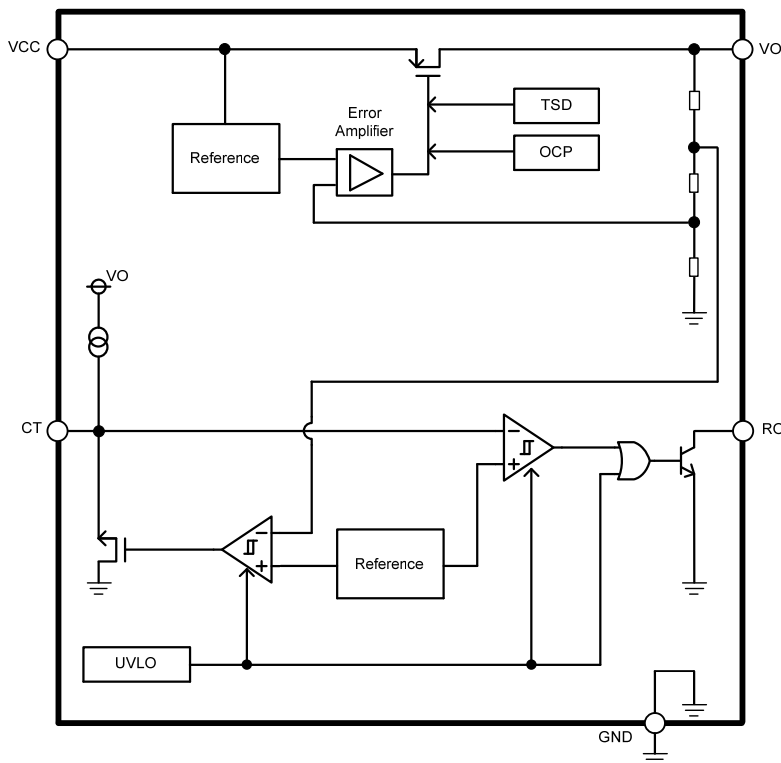 VCC
VO
TSD
Error
Amplifier
Reference
OCP
VO
CT
Reference
UVLO
GND